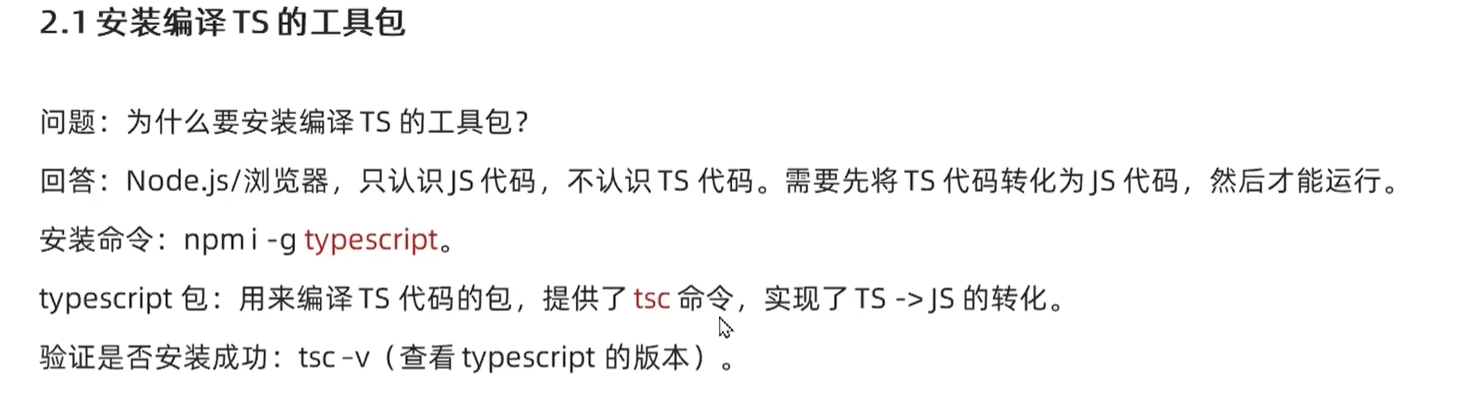 2.1 安装编译 TS 的工具包
问题：为什么要安装编译 TS 的工具包？
回答：Node.js/浏览器，只认识 JS 代码，不认识 TS 代码。需要先将 TS 代码转化为 JS 代码，然后才能运行。
安装命令：npm i -g typescript。
typescript 包：用来编译 TS 代码的包，提供了 tsc 命令，实现了 TS -> JS 的转化。
验证是否安装成功：tsc –v（查看 typescript 的版本）。